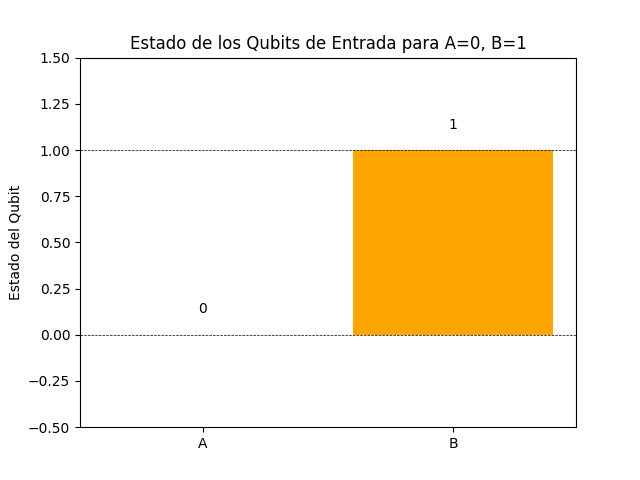 Estado de los Qubits de Entrada para A=0, B=1
1.50
1.25
1
1.00
0.75
Estado del Qubit
0.50
0.25
0
0.00
−0.25
−0.50
A
B